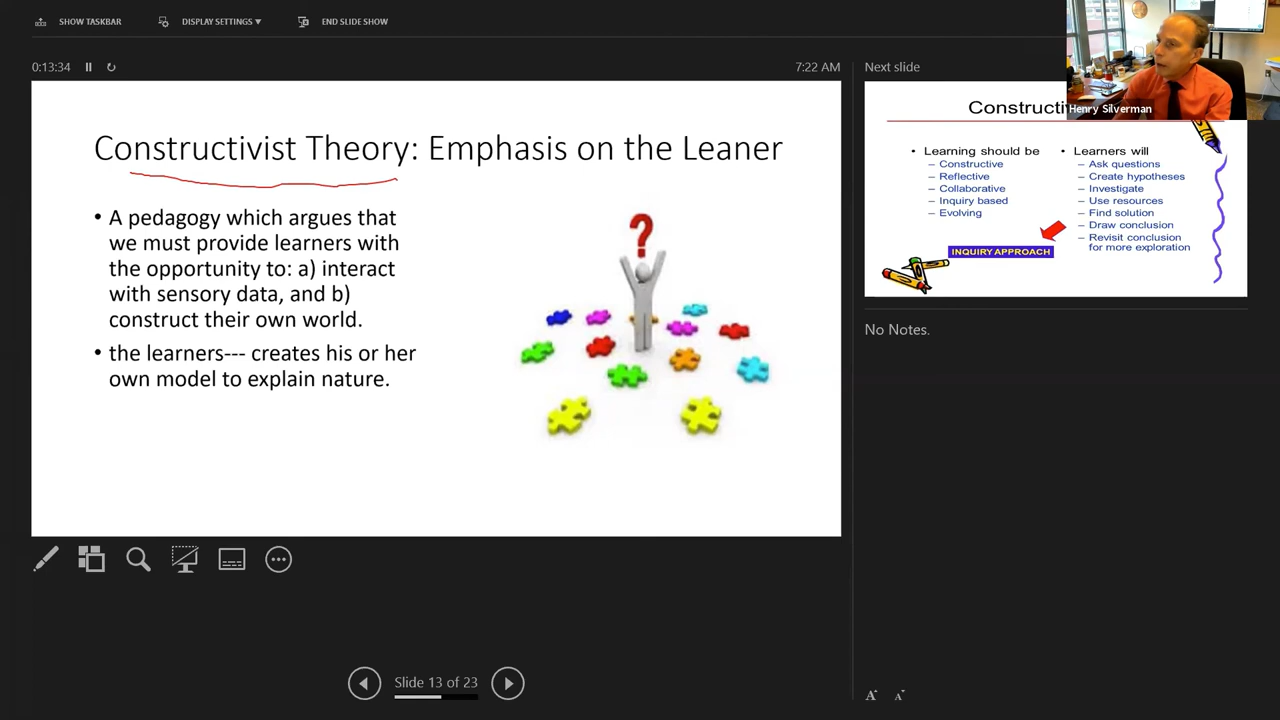 SHOW TASKBAR
DISPLAY SETTINGS ▼
END SLIDE SHOW
0:13:34
7:22 AM
Constructivist Theory: Emphasis on the Leaner
• A pedagogy which argues that
we must provide learners with
the opportunity to: a) interact
with sensory data, and b)
construct their own world.
• the learners--- creates his or her
own model to explain nature.
?
Slide 13 of 23
Next slide
Henry Silverman
• Learning should be
– Constructive
– Reflective
– Collaborative
– Inquiry based
– Evolving
• Learners will
– Ask questions
– Create hypotheses
– Investigate
– Use resources
– Find solution
– Draw conclusion
– Revisit conclusion
for more exploration
INQUIRY APPROACH
No Notes.
A
A